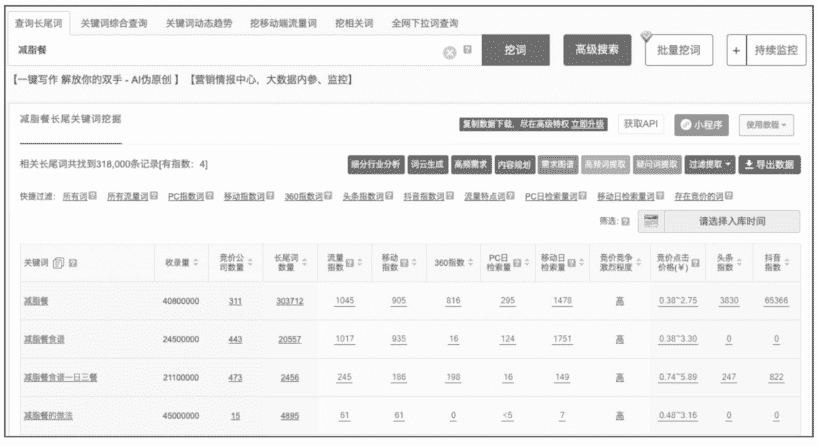 查询长尾词 关键词综合查询 关键词动态趋势 挖移动端流量词 挖相关词 全网下拉词查询
减脂餐 挖词 高级搜索 批量挖词 + 持续监控
【一键写作 解放你的双手 - AI伪原创 】 【营销情报中心，大数据内参、监控】
减脂餐长尾关键词挖掘 复制数据下载，尽在高级特权 立即升级 获取API 小程序 使用教程
相关长尾词共找到318,000条记录[有指数：4] 细分行业分析 词云生成 高频需求 内容规划 需求图谱 高频词提取 疑问词提取 过滤提取 导出数据
快捷过滤： 所有词 所有流量词 PC指数词 移动指数词 360指数词 头条指数词 抖音指数词 流量特点词 PC日检索量词 移动日检索量词 存在竞价的词
筛选： 请选择入库时间
关键词 收录量 竞价公司数量 长尾词数量 流量指数 移动指数 360指数 PC日检索量 移动日检索量 竞价竞争激烈程度 竞价点击价格(¥) 头条指数 抖音指数
减脂餐 40800000 311 303712 1045 905 816 295 1478 高 0.38~2.75 3830 65366
减脂餐食谱 24500000 443 20557 1017 935 16 124 1751 高 0.38~3.30 0 0
减脂餐食谱一日三餐 21100000 473 2456 245 186 198 16 149 高 0.74~5.89 247 822
减脂餐的做法 45000000 15 4895 61 61 0 <5 7 高 0.48~3.16 0 0